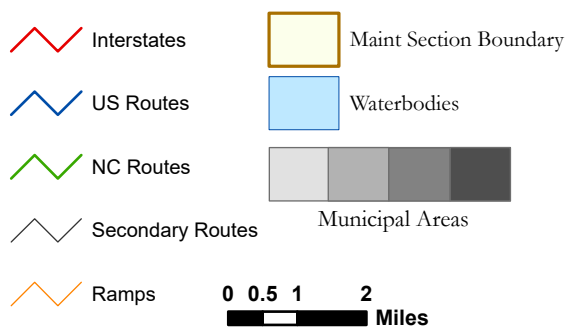 Interstates
Maint Section Boundary
US Routes
Waterbodies
NC Routes
Municipal Areas
Secondary Routes
Ramps
0 0.5 1 2
Miles